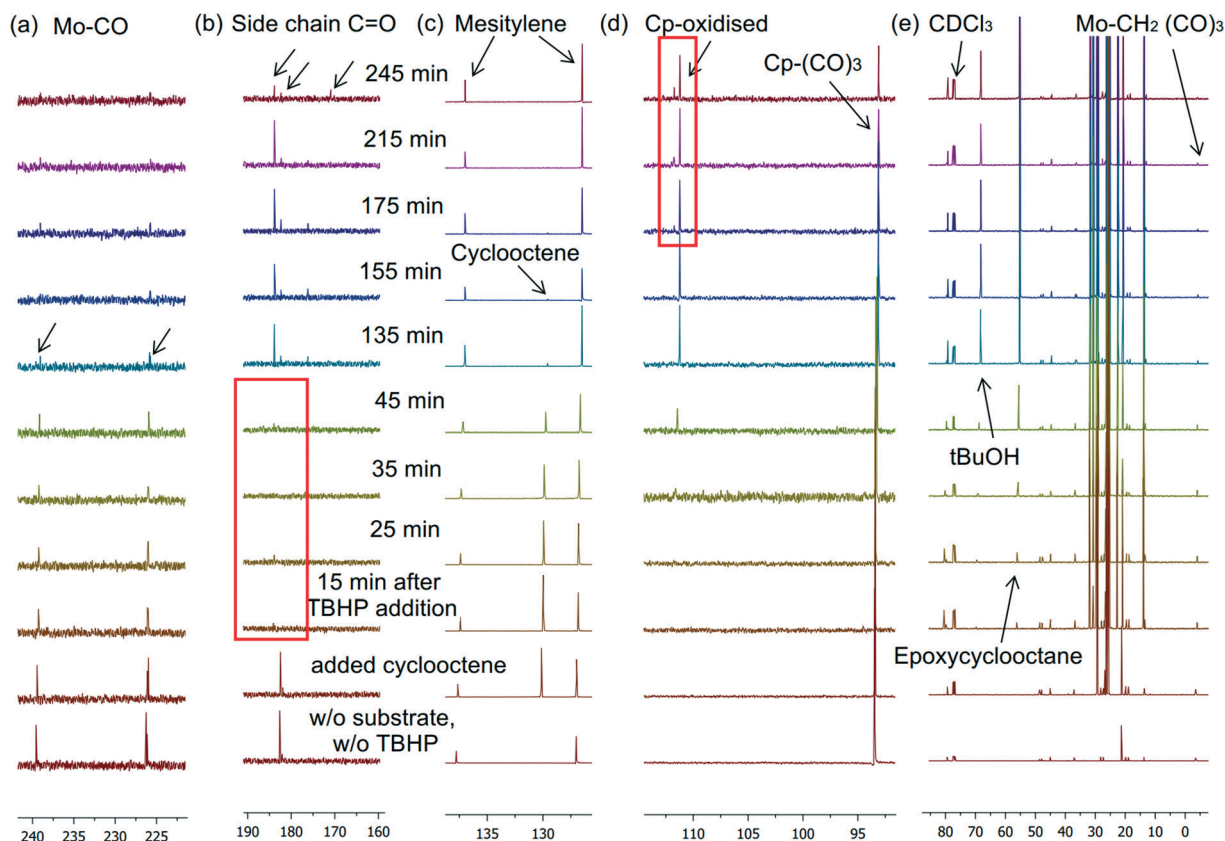 (a) Mo-CO
(b) Side chain C=O
(c) Mesitylene
(d) Cp-oxidised
(e) CDCl3
Mo-CH2 (CO)3
Cp-(CO)3
245 min
215 min
175 min
Cyclooctene
155 min
135 min
45 min
tBuOH
35 min
25 min
15 min after
TBHP addition
Epoxycyclooctane
added cyclooctene
w/o substrate,
w/o TBHP
240 235 230 225
190 180 170 160
135 130
110 105 100 95
80 70 60 50 40 30 20 10 0